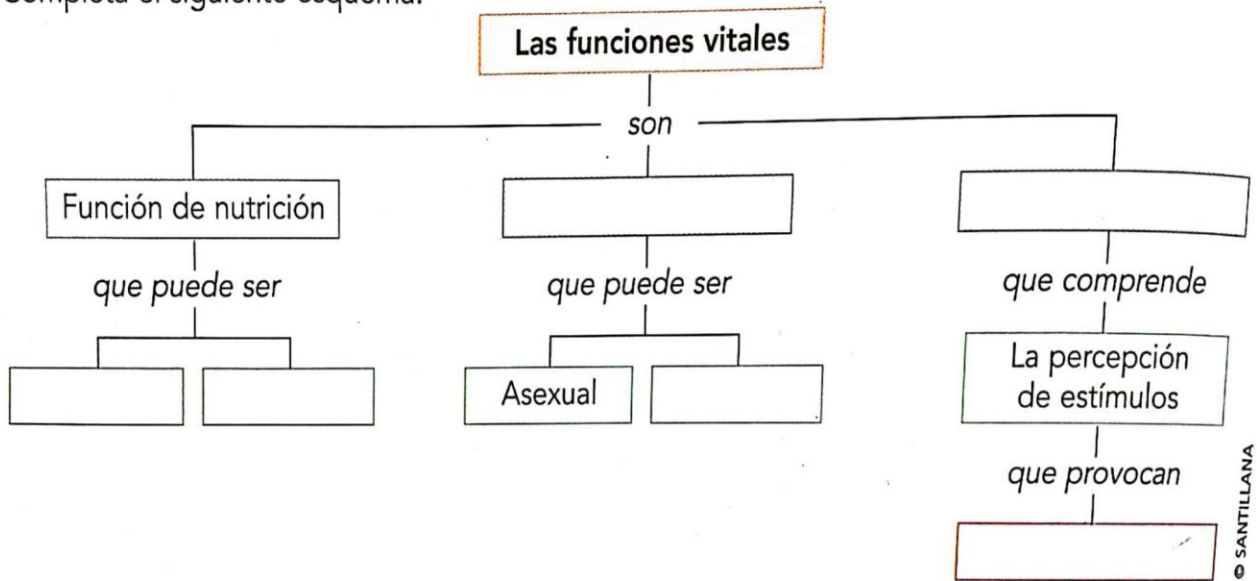 Completa el siguiente esquema.
Las funciones vitales
son
Función de nutrición
que puede ser
que puede ser
que comprende
Asexual
La percepción
de estímulos
que provocan
© SANTILLANA